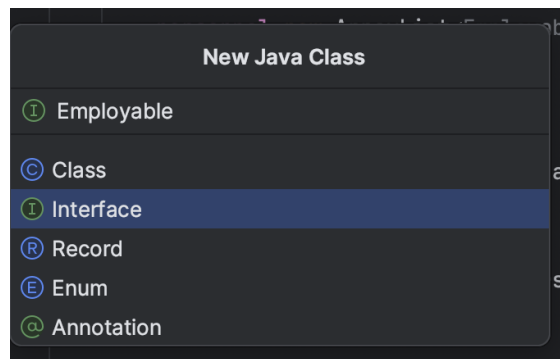 New Java Class
I Employable
C Class
I Interface
R Record
E Enum
@ Annotation